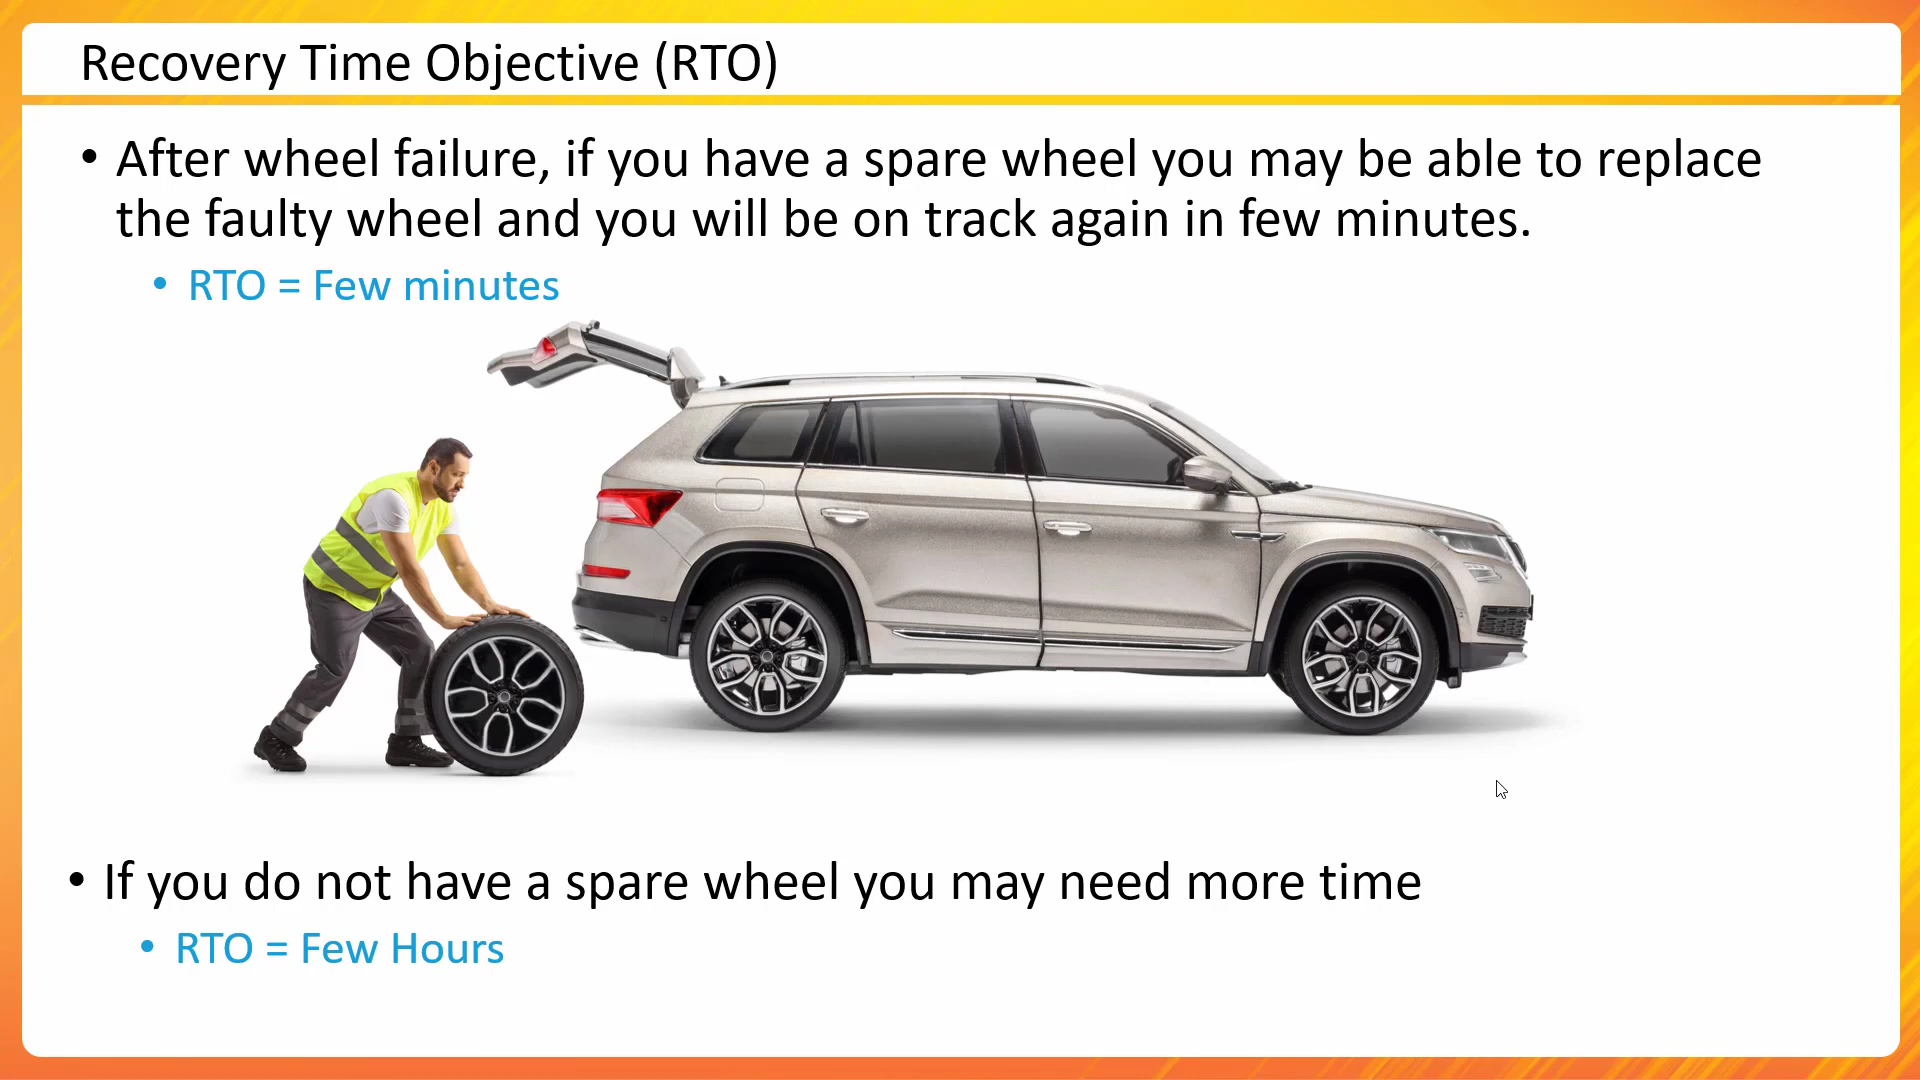 Recovery Time Objective (RTO)
• After wheel failure, if you have a spare wheel you may be able to replace
the faulty wheel and you will be on track again in few minutes.
• RTO = Few minutes
• If you do not have a spare wheel you may need more time
• RTO = Few Hours